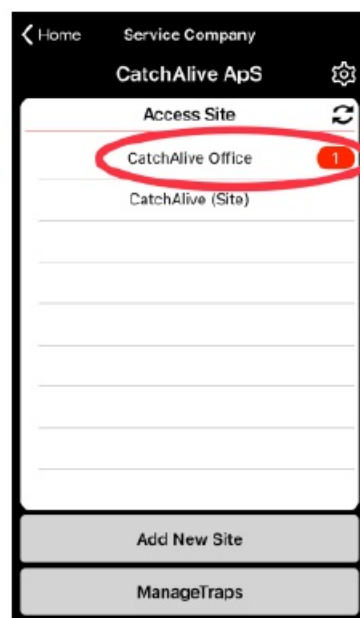 Home Service Company
CatchAlive ApS
Access Site
CatchAlive Office 1
CatchAlive (Site)
Add New Site
ManageTraps